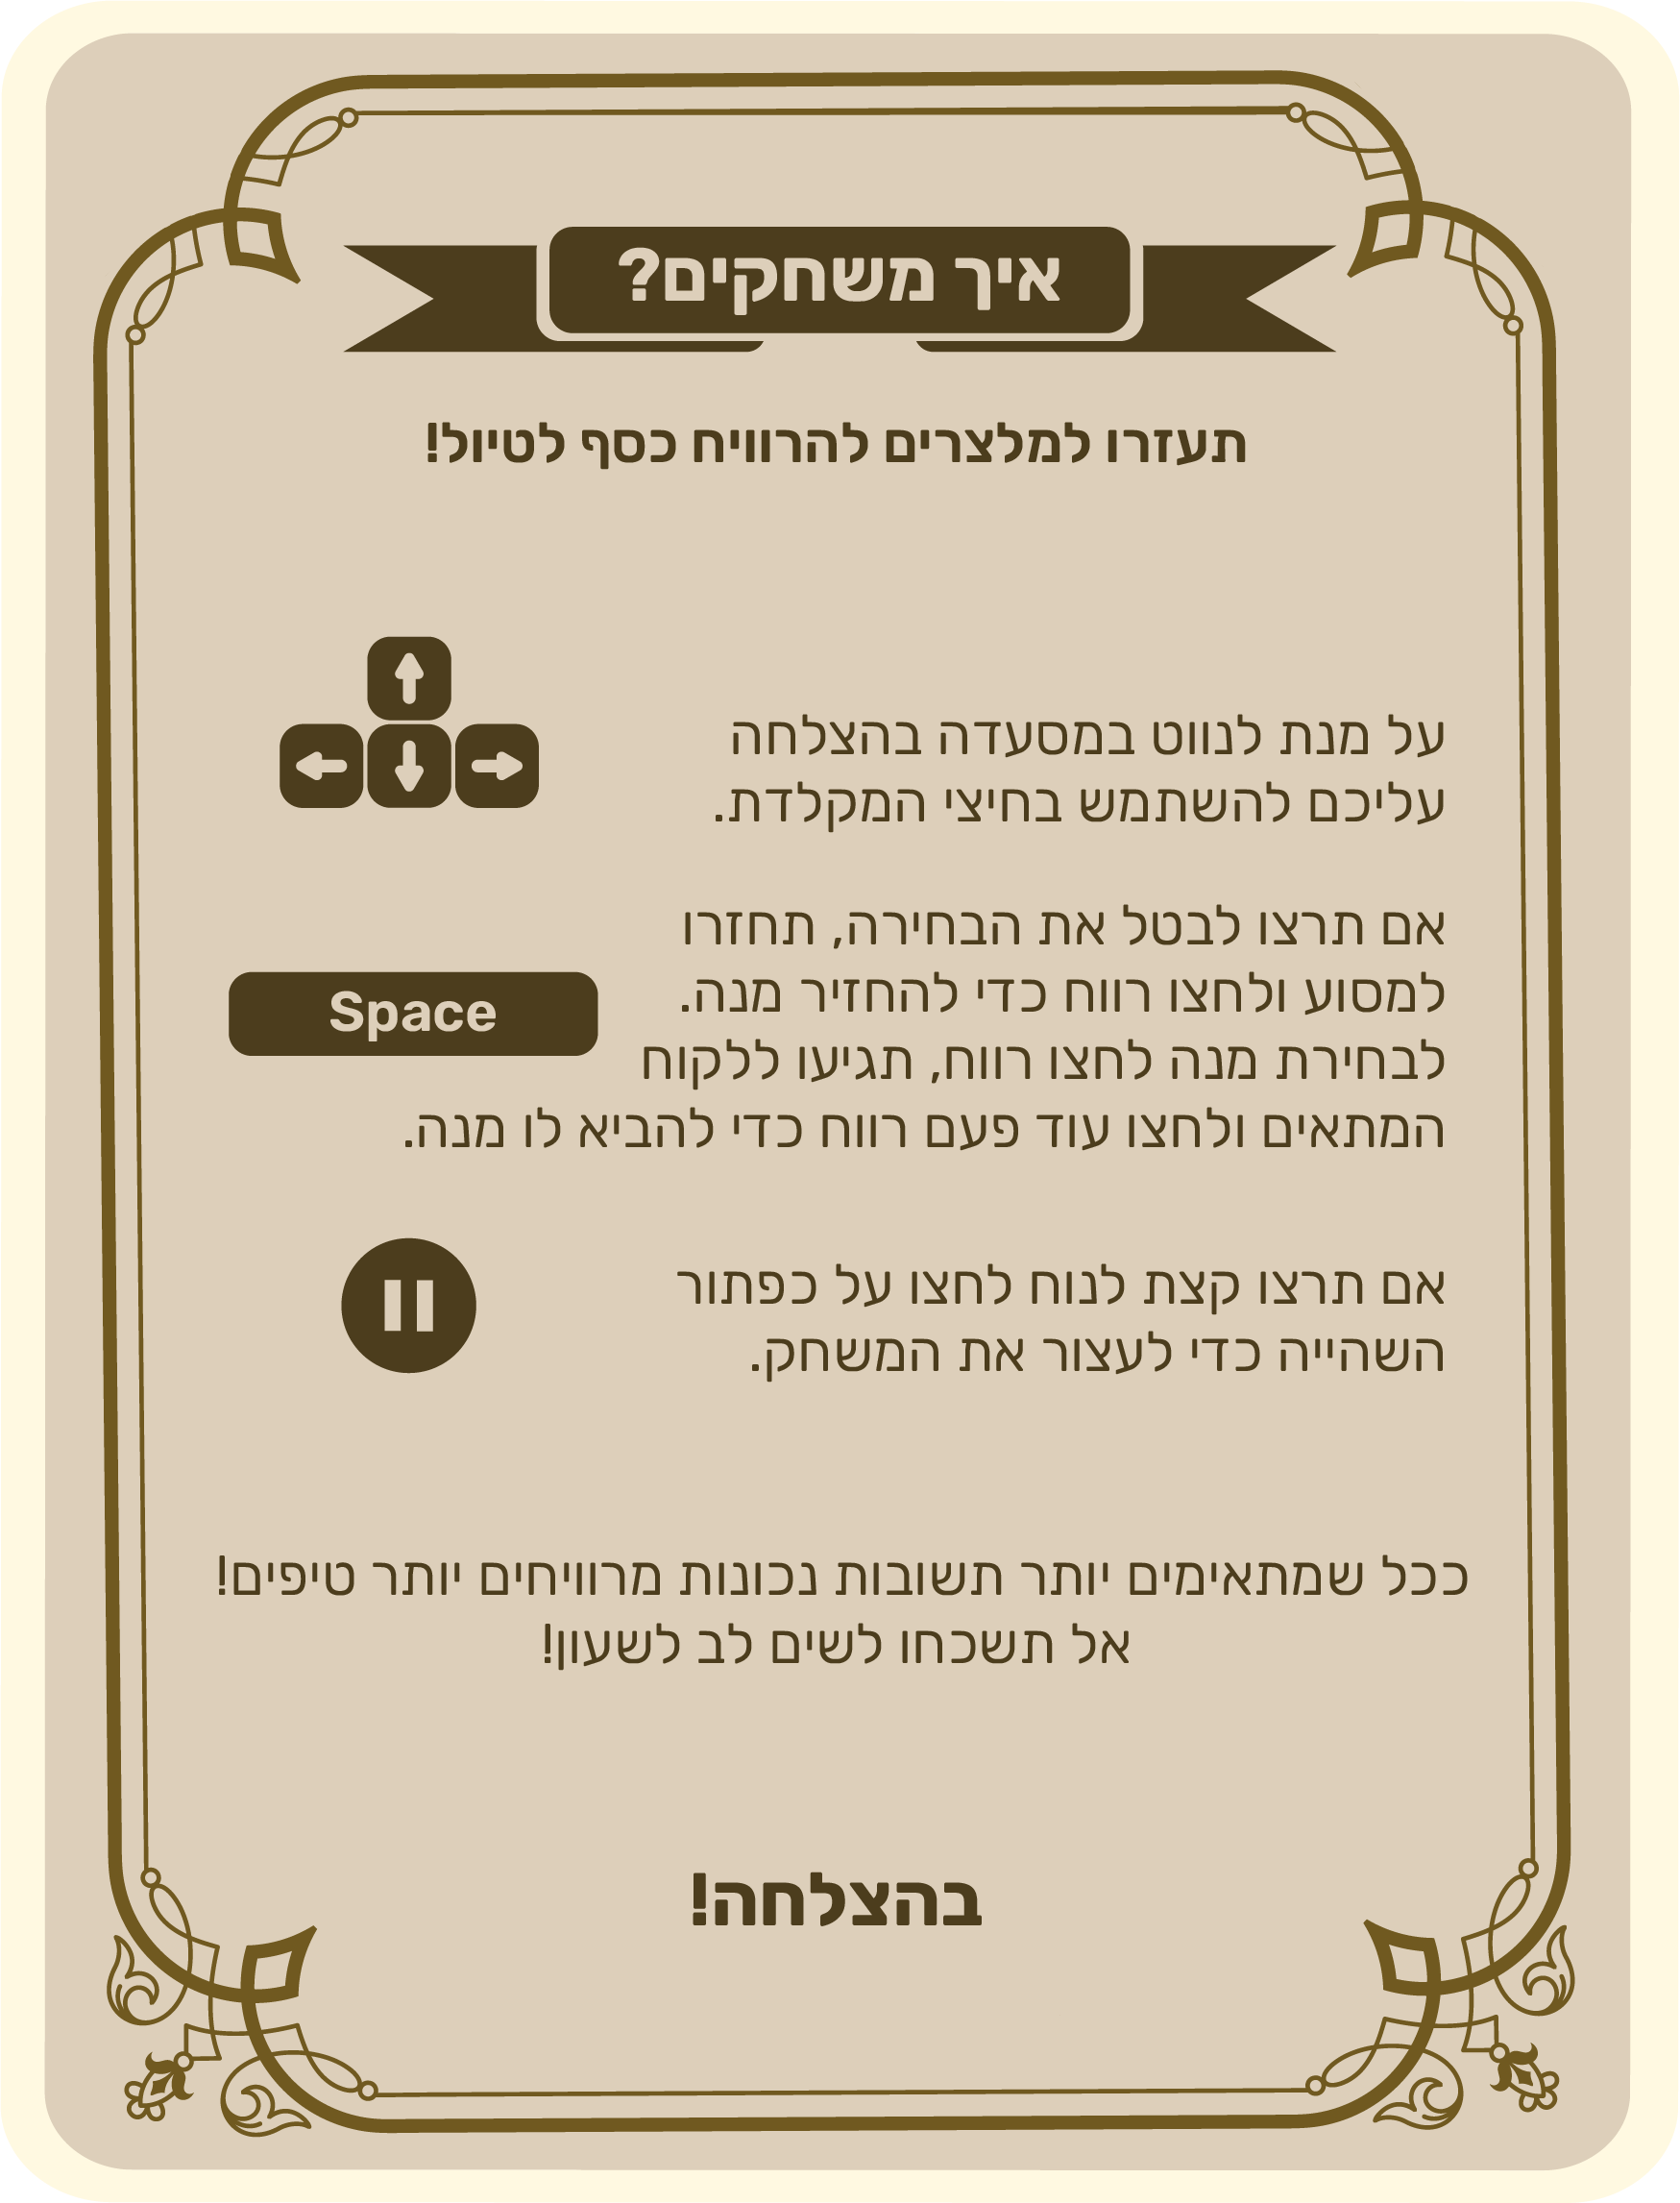 איך משחקים?
תעזרו למלצרים להרוויח כסף לטיול!
על מנת לנווט במסעדה בהצלחה
עליכם להשתמש בחיצי המקלדת.
אם תרצו לבטל את הבחירה, תחזרו
למסוע ולחצו רווח כדי להחזיר מנה.
לבחירת מנה לחצו רווח, תגיעו ללקוח
המתאים ולחצו עוד פעם רווח כדי להביא לו מנה.
Space
אם תרצו קצת לנוח לחצו על כפתור
השהייה כדי לעצור את המשחק.
ככל שמתאימים יותר תשובות נכונות מרוויחים יותר טיפים!
אל תשכחו לשים לב לשעון!
בהצלחה!